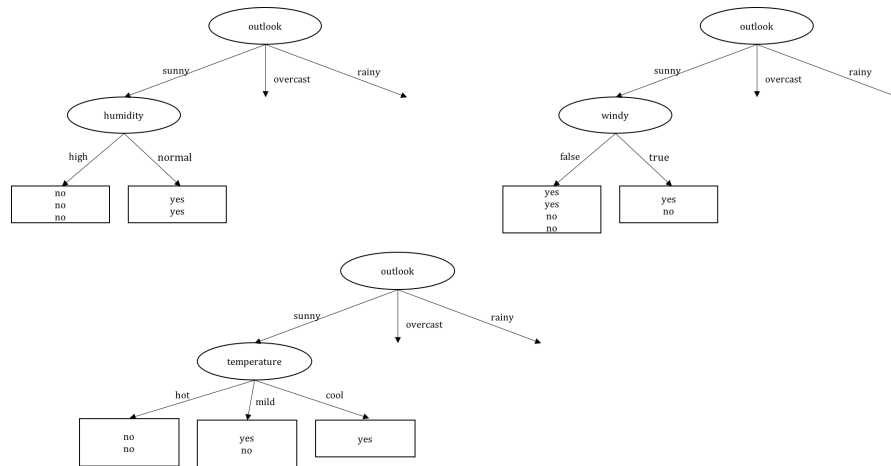 outlook
sunny
overcast
rainy
humidity
high
normal
no
no
no
yes
yes
outlook
sunny
overcast
rainy
windy
false
true
yes
yes
no
no
yes
no
outlook
sunny
overcast
rainy
temperature
hot
mild
cool
no
no
yes
no
yes